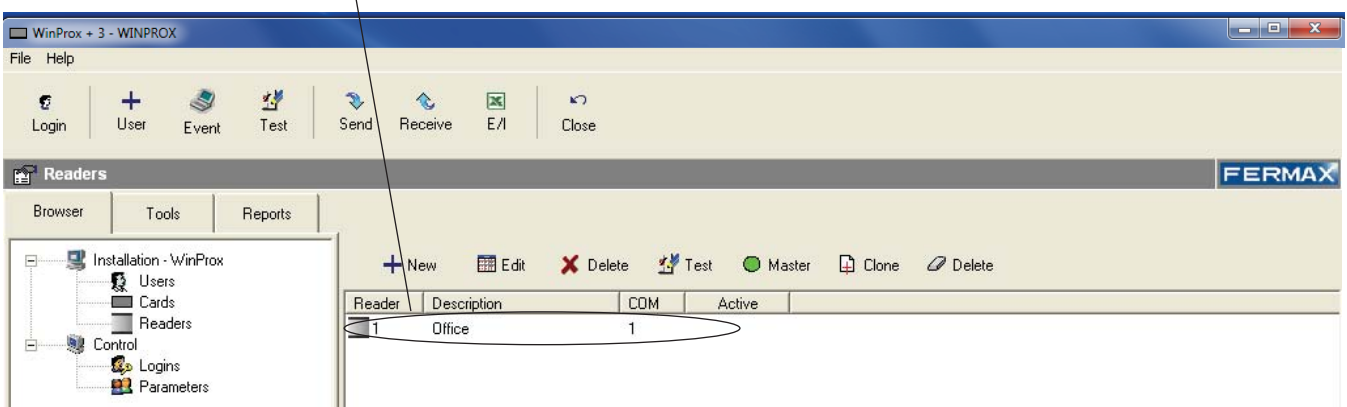 WinProx + 3 - WINPROX
File Help
Login User Event Test Send Receive E/I Close
Readers FERMAX
Browser Tools Reports
Installation - WinProx
Users
Cards
Readers
Control
Logins
Parameters
New Edit Delete Test Master Clone Delete
Reader Description COM Active
1 Office 1